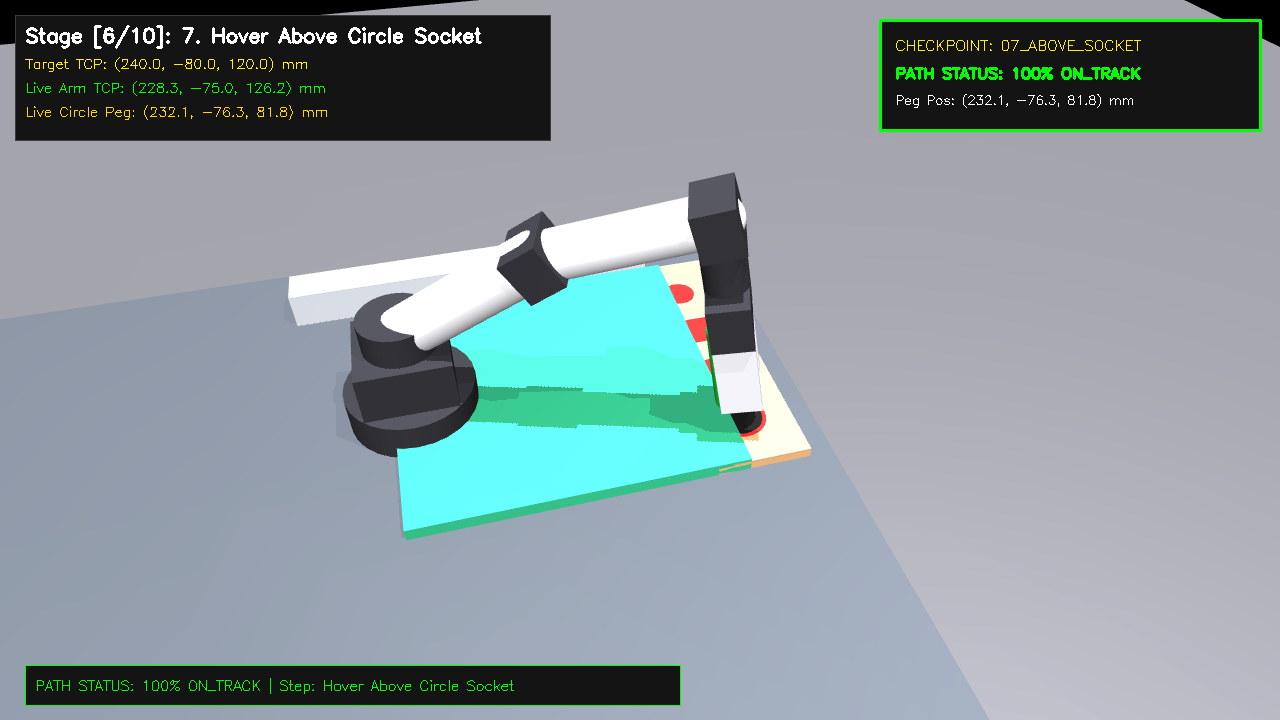 Stage [6/10]: 7. Hover Above Circle Socket
Target TCP: (240.0, -80.0, 120.0) mm
Live Arm TCP: (228.3, -75.0, 126.2) mm
Live Circle Peg: (232.1, -76.3, 81.8) mm
CHECKPOINT: 07_ABOVE_SOCKET
PATH STATUS: 100% ON_TRACK
Peg Pos: (232.1, -76.3, 81.8) mm
PATH STATUS: 100% ON_TRACK | Step: Hover Above Circle Socket